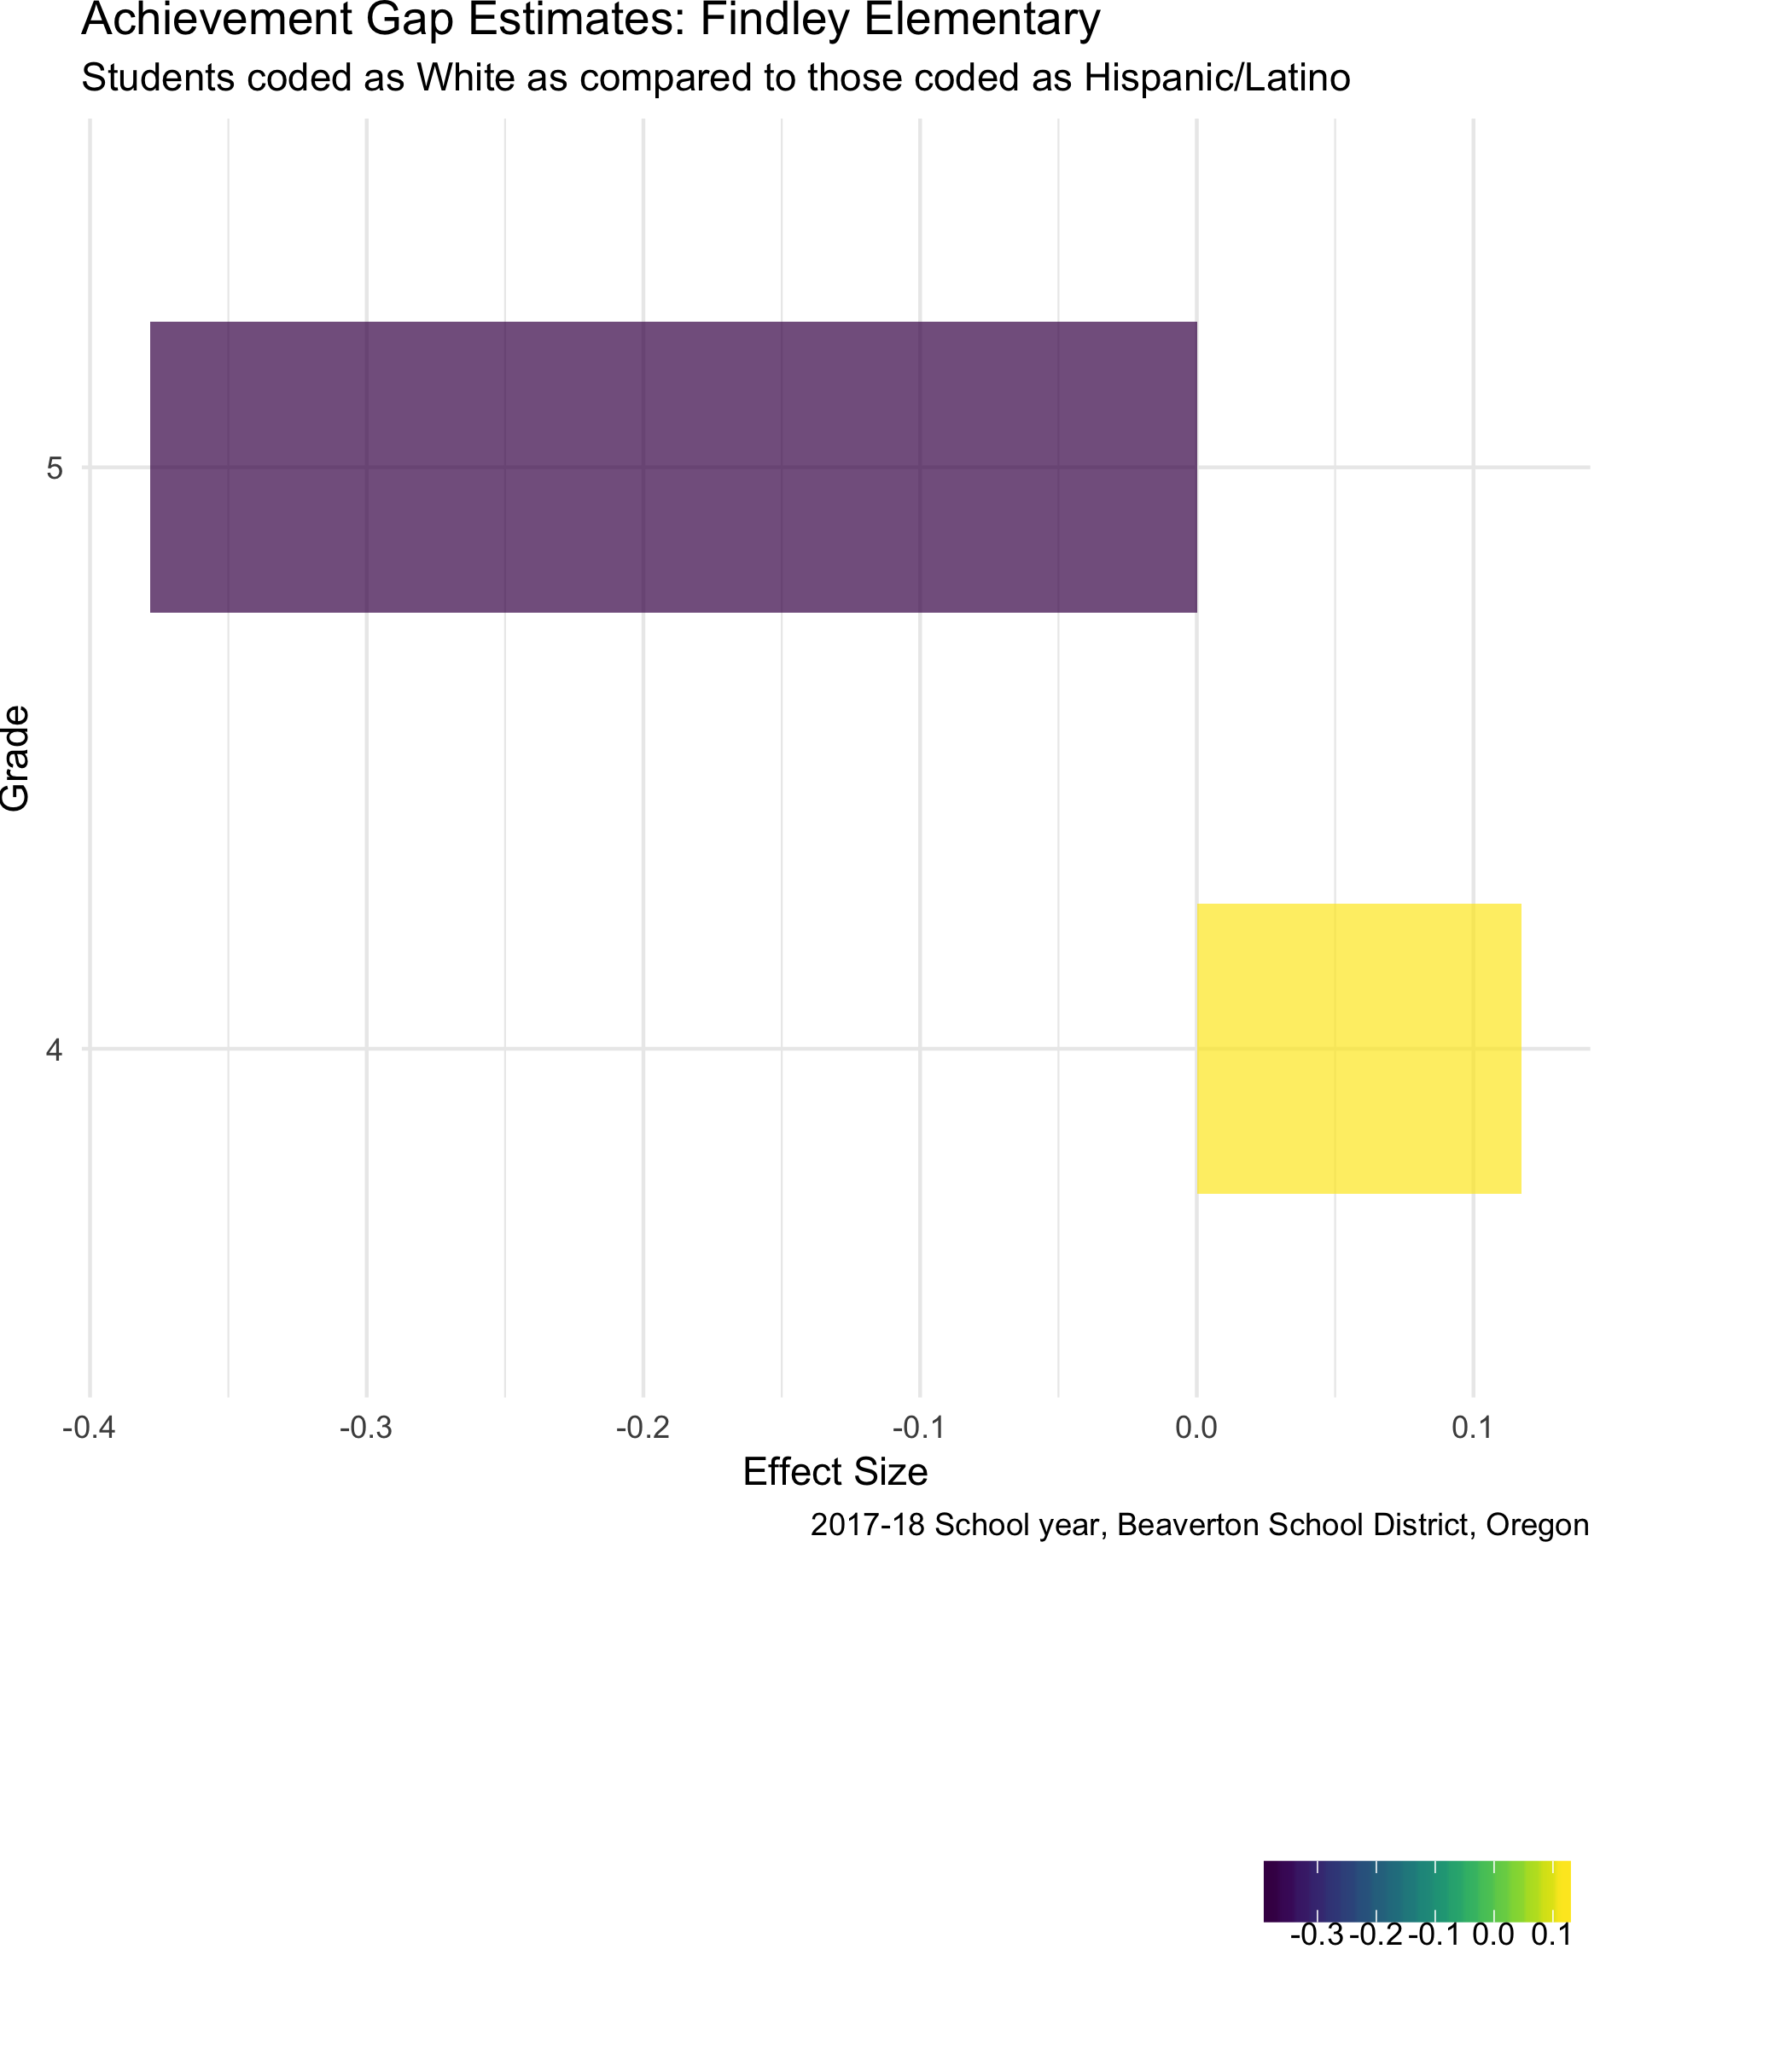 Achievement Gap Estimates: Findley Elementary
Students coded as White as compared to those coded as Hispanic/Latino
5
Grade
4
-0.4 -0.3 -0.2 -0.1 0.0 0.1
Effect Size
2017-18 School year, Beaverton School District, Oregon
-0.3 -0.2 -0.1 0.0 0.1